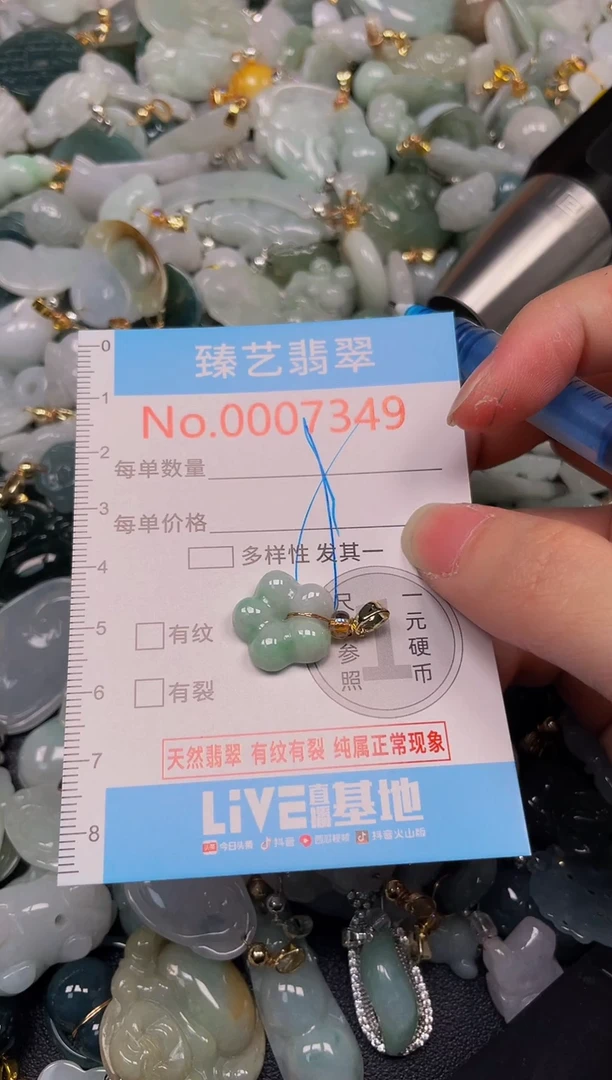 臻艺翡翠
No.0007349
每单数量
每单价格
多样性 发其一
有纹
有裂
尺
参照
一元硬币
1
天然翡翠 有纹有裂 纯属正常现象
LiVE直播基地
头条 今日头条 抖音 西瓜视频 抖音火山版
0
1
2
3
4
5
6
7
8